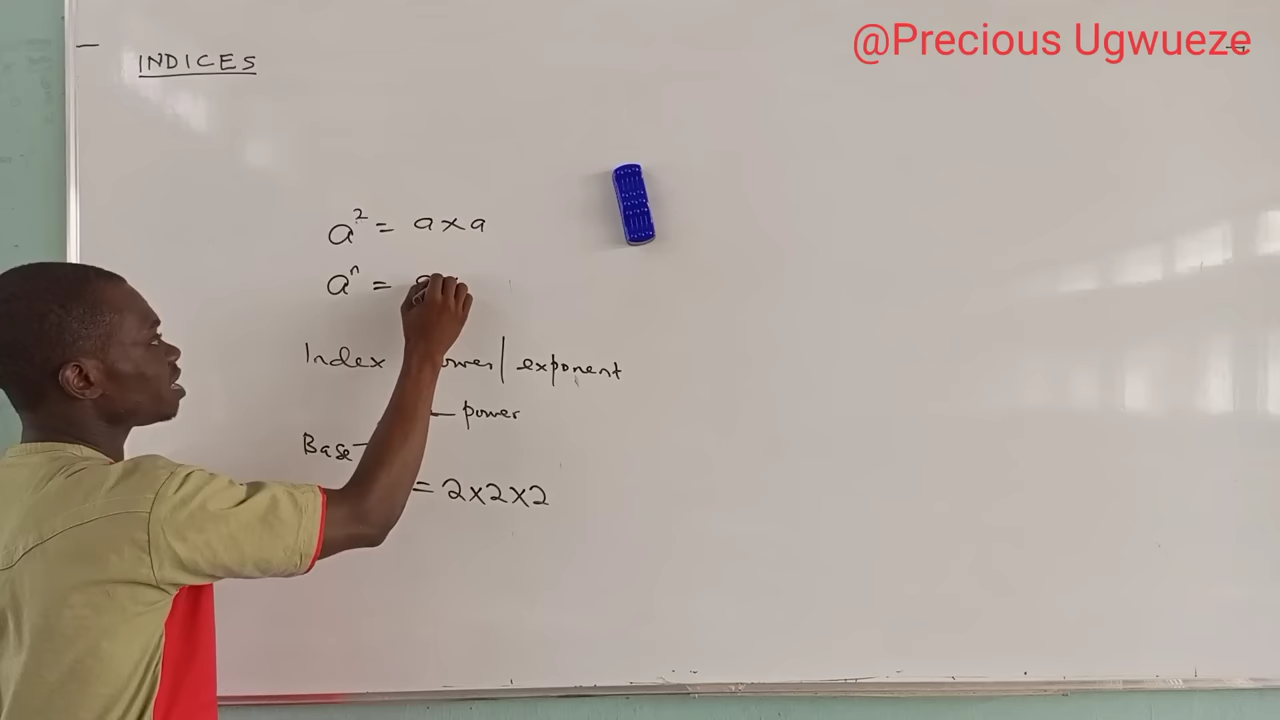 @Precious Ugwueze
INDICES
a² = a × a
aⁿ =
Index | exponent
power
Base
= 2×2×2